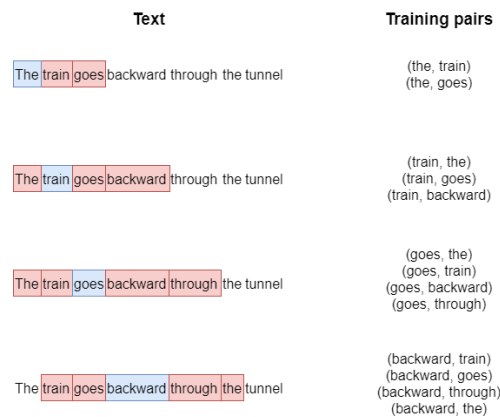 Text
Training pairs
The train goes backward through the tunnel
(the, train)
(the, goes)
The train goes backward through the tunnel
(train, the)
(train, goes)
(train, backward)
The train goes backward through the tunnel
(goes, the)
(goes, train)
(goes, backward)
(goes, through)
The train goes backward through the tunnel
(backward, train)
(backward, goes)
(backward, through)
(backward, the)